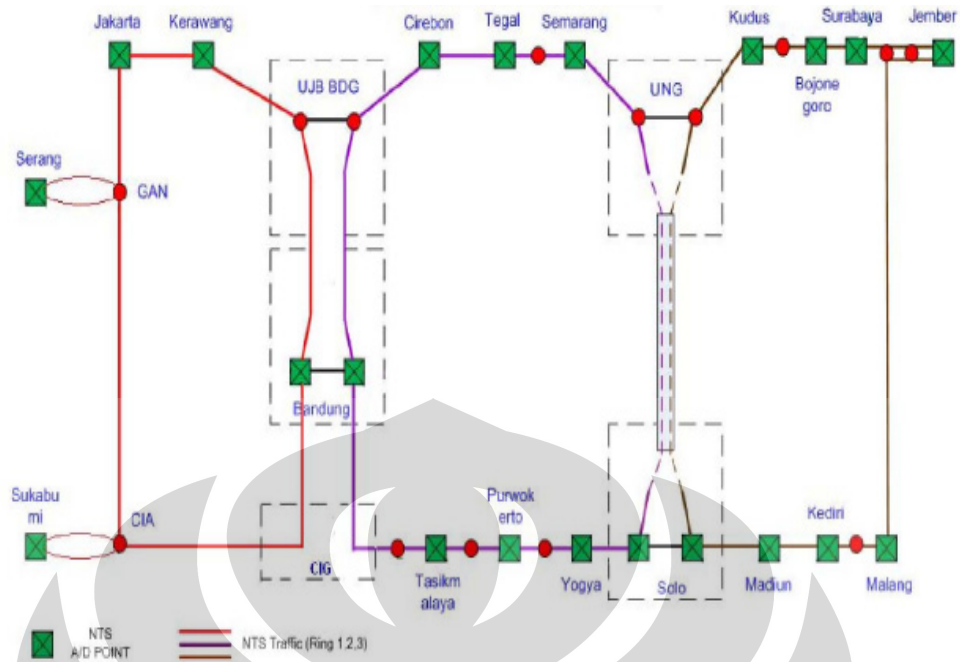 Jakarta
Kerawang
Cirebon
Tegal
Semarang
Kudus
Surabaya
Jember
UJB BDG
UNG
Bojone
goro
Serang
GAN
Bandung
Sukabu
mi
CIA
CIG
Tasikm
alaya
Purwok
erto
Yogya
Solo
Madiun
Kediri
Malang
NTS
A/D POINT
NTS Traffic (Ring 1,2,3)